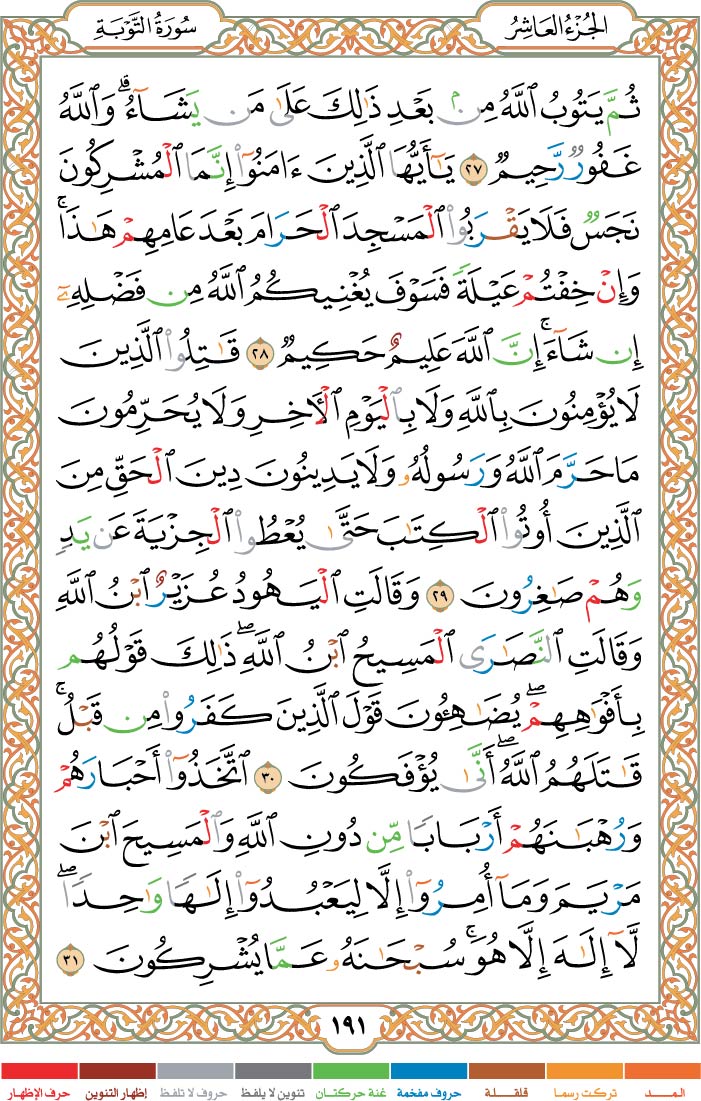 الجُزْءُ العَاشِرُ
سُورَةُ التَّوْبَةِ
ثُمَّ يَتُوبُ ٱللَّهُ مِنۢ بَعْدِ ذَٰلِكَ عَلَىٰ مَن يَشَآءُ ۗ وَٱللَّهُ
غَفُورٌ رَّحِيمٌ ٢٧ يَـٰٓأَيُّهَا ٱلَّذِينَ ءَامَنُوٓا۟ إِنَّمَا ٱلْمُشْرِكُونَ
نَجَسٌ فَلَا يَقْرَبُوا۟ ٱلْمَسْجِدَ ٱلْحَرَامَ بَعْدَ عَامِهِمْ هَـٰذَا ۚ
وَإِنْ خِفْتُمْ عَيْلَةً فَسَوْفَ يُغْنِيكُمُ ٱللَّهُ مِن فَضْلِهِۦٓ
إِن شَآءَ ۚ إِنَّ ٱللَّهَ عَلِيمٌ حَكِيمٌ ٢٨ قَـٰتِلُوا۟ ٱلَّذِينَ
لَا يُؤْمِنُونَ بِٱللَّهِ وَلَا بِٱلْيَوْمِ ٱلْـَٔاخِرِ وَلَا يُحَرِّمُونَ
مَا حَرَّمَ ٱللَّهُ وَرَسُولُهُۥ وَلَا يَدِينُونَ دِينَ ٱلْحَقِّ مِنَ
ٱلَّذِينَ أُوتُوا۟ ٱلْكِتَـٰبَ حَتَّىٰ يُعْطُوا۟ ٱلْجِزْيَةَ عَن يَدٍ
وَهُمْ صَـٰغِرُونَ ٢٩ وَقَالَتِ ٱلْيَهُودُ عُزَيْرٌ ٱبْنُ ٱللَّهِ
وَقَالَتِ ٱلنَّصَـٰرَى ٱلْمَسِيحُ ٱبْنُ ٱللَّهِ ۖ ذَٰلِكَ قَوْلُهُم
بِأَفْوَٰهِهِمْ ۖ يُضَـٰهِـُٔونَ قَوْلَ ٱلَّذِينَ كَفَرُوا۟ مِن قَبْلُ ۚ
قَـٰتَلَهُمُ ٱللَّهُ ۖ أَنَّىٰ يُؤْفَكُونَ ٣٠ ٱتَّخَذُوٓا۟ أَحْبَارَهُمْ
وَرُهْبَـٰنَهُمْ أَرْبَابًا مِّن دُونِ ٱللَّهِ وَٱلْمَسِيحَ ٱبْنَ
مَرْيَمَ وَمَآ أُمِرُوٓا۟ إِلَّا لِيَعْبُدُوٓا۟ إِلَـٰهًا وَٰحِدًا ۖ
لَّآ إِلَـٰهَ إِلَّا هُوَ ۚ سُبْحَـٰنَهُۥ عَمَّا يُشْرِكُونَ ٣١
١٩١
المـــد تركت رسما قلقـــلة حروف مفخمة غنة حركتان تنوين لا يلفظ حروف لا تلفظ إظهار التنوين حرف الإظهار